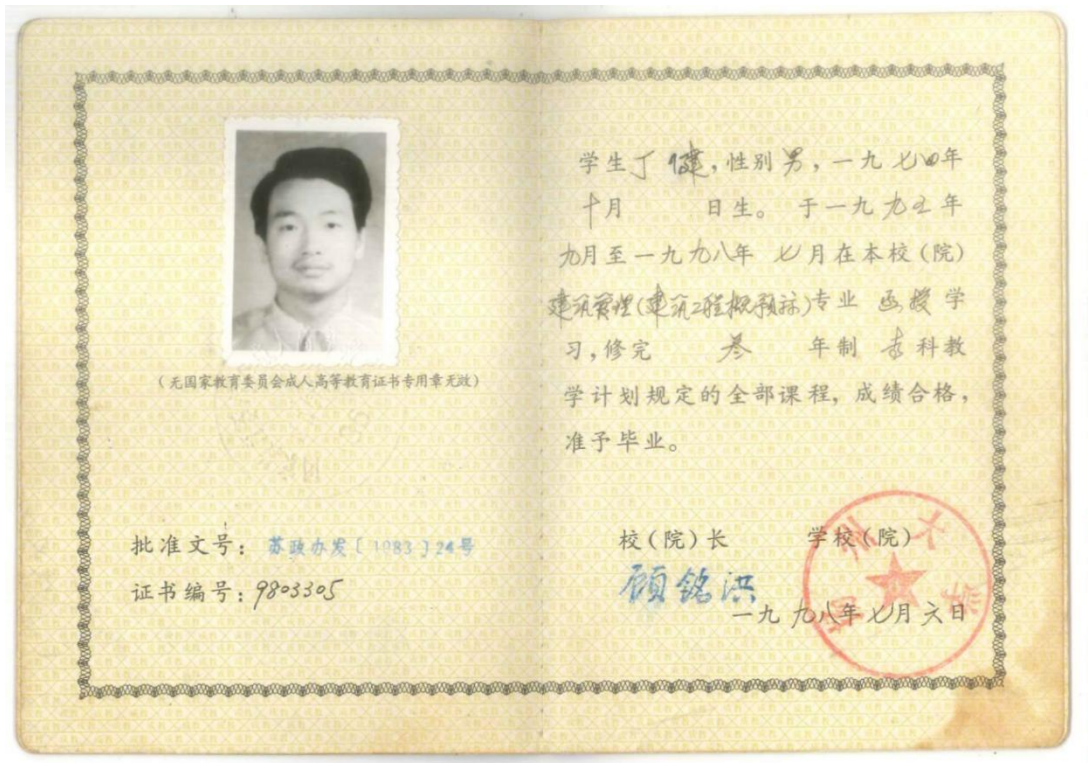 (无国家教育委员会成人高等教育证书专用章无效)
批准文号：苏政办发〔1983〕24号
证书编号：9803305
学生丁健，性别男，一九七四年
十月 日生。于一九九五年
九月至一九九八年 七月在本校(院)
建筑管理(建筑工程概预标)专业 函授学
习，修完 叁 年制 专科教
学计划规定的全部课程，成绩合格，
准予毕业。
校(院)长 学校(院)
顾铭洪
扬州大学
一九九八年七月六日